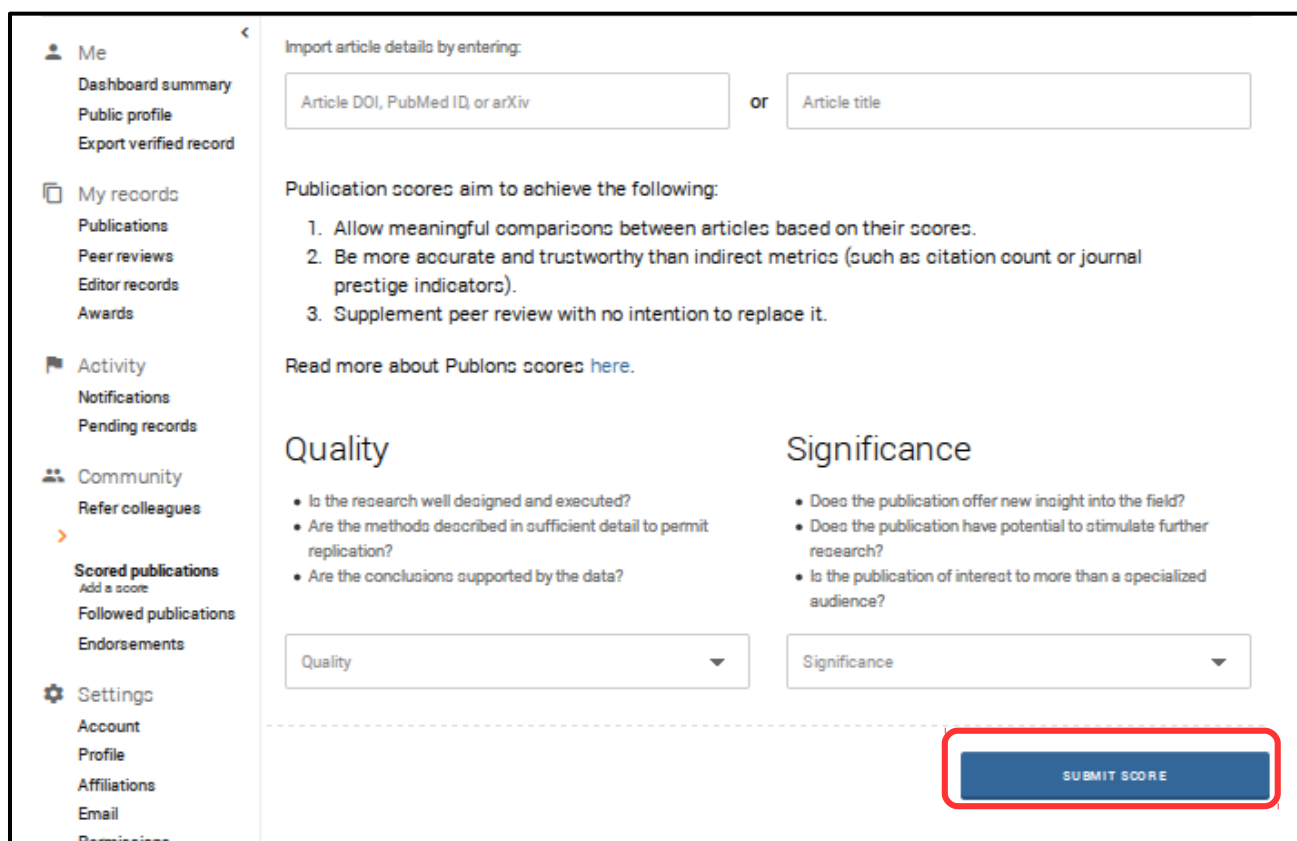 Me
Dashboard summary
Public profile
Export verified record
My records
Publications
Peer reviews
Editor records
Awards
Activity
Notifications
Pending records
Community
Refer colleagues
Scored publications
Add a score
Followed publications
Endorsements
Settings
Account
Profile
Affiliations
Email
Permissions
Import article details by entering:
Article DOI, PubMed ID, or arXiv
or
Article title
Publication scores aim to achieve the following:
1. Allow meaningful comparisons between articles based on their scores.
2. Be more accurate and trustworthy than indirect metrics (such as citation count or journal
prestige indicators).
3. Supplement peer review with no intention to replace it.
Read more about Publons scores here.
Quality
• Is the research well designed and executed?
• Are the methods described in sufficient detail to permit
replication?
• Are the conclusions supported by the data?
Quality
Significance
• Does the publication offer new insight into the field?
• Does the publication have potential to stimulate further
research?
• Is the publication of interest to more than a specialized
audience?
Significance
SUBMIT SCORE